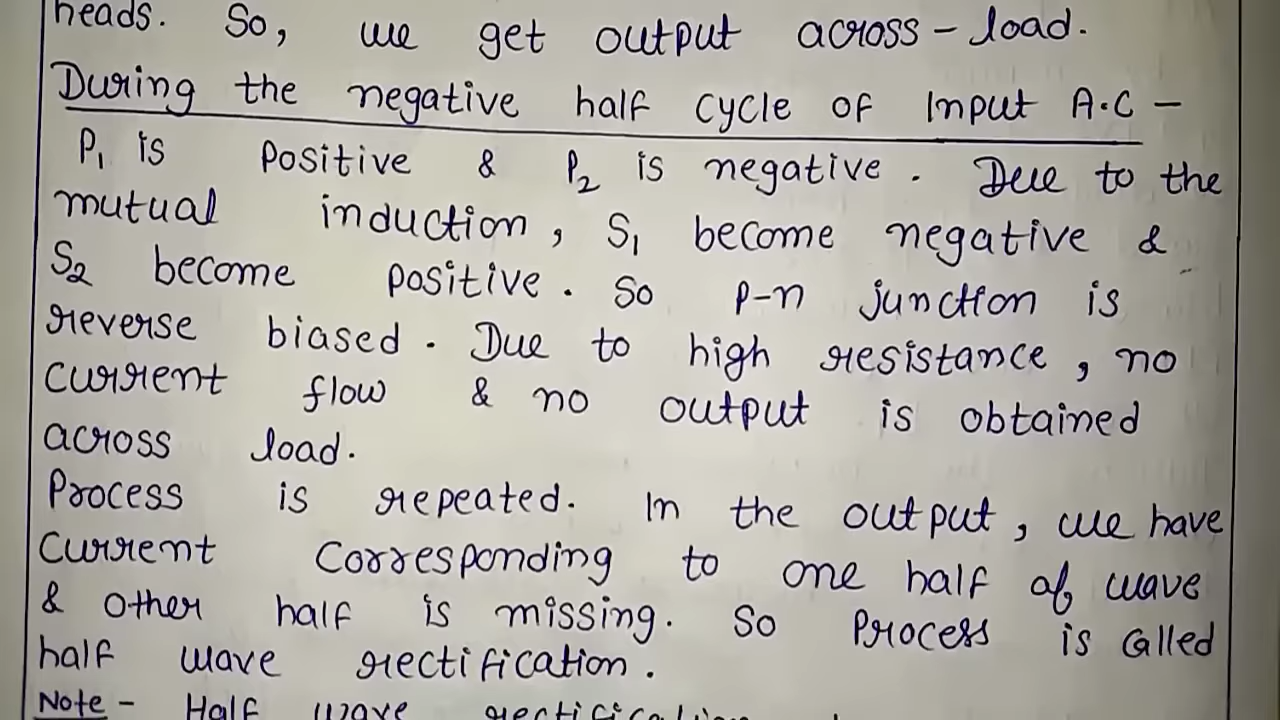 heads. So, we get output across - load.
During the negative half cycle of Input A.C -
P₁ is Positive & P₂ is negative. Due to the
mutual induction, S₁ become negative &
S₂ become positive. So p-n junction is
reverse biased. Due to high resistance, no
current flow & no output is obtained
across load.
Process is repeated. In the output, we have
Current Corresponding to one half of wave
& other half is missing. So Process is Called
half wave rectification.
Note - Half wave rectification